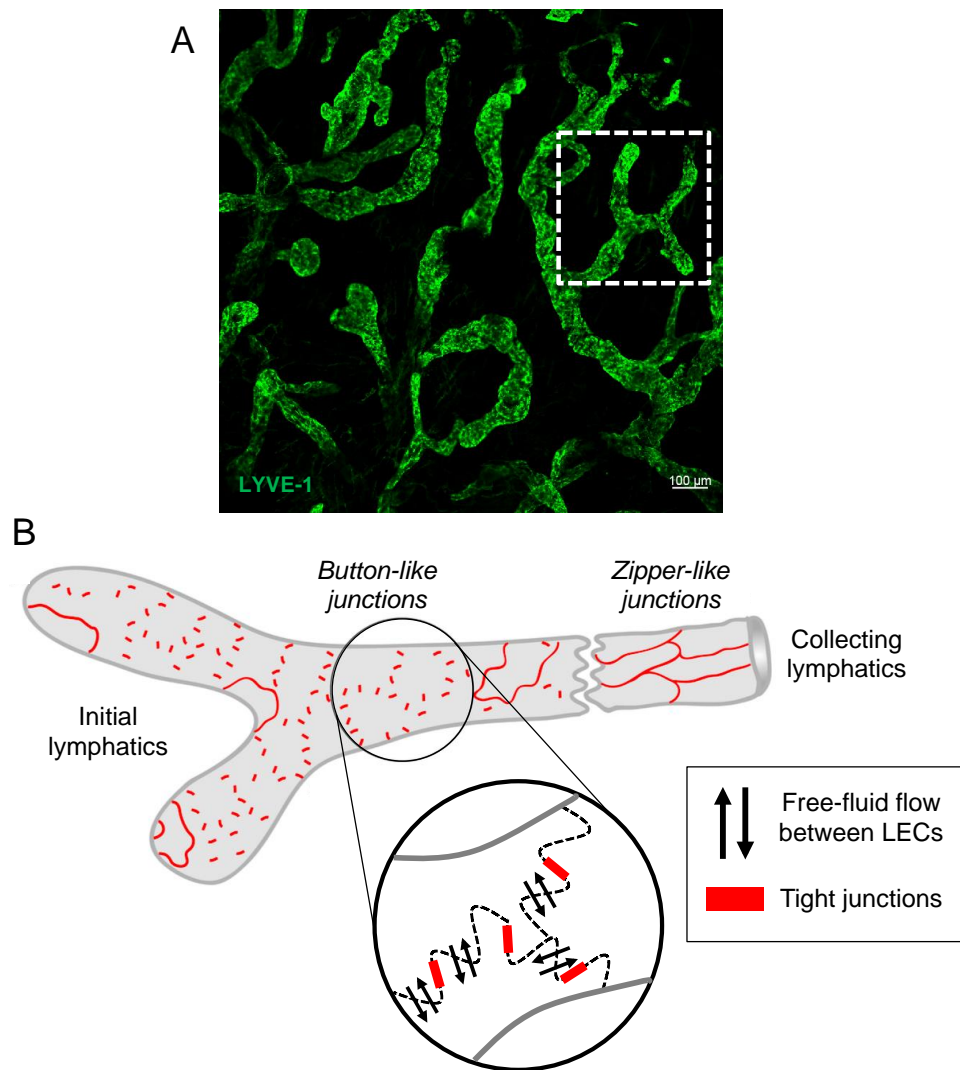 A
LYVE-1
100 µm
B
Button-like
junctions
Zipper-like
junctions
Collecting
lymphatics
Initial
lymphatics
Free-fluid flow
between LECs
Tight junctions